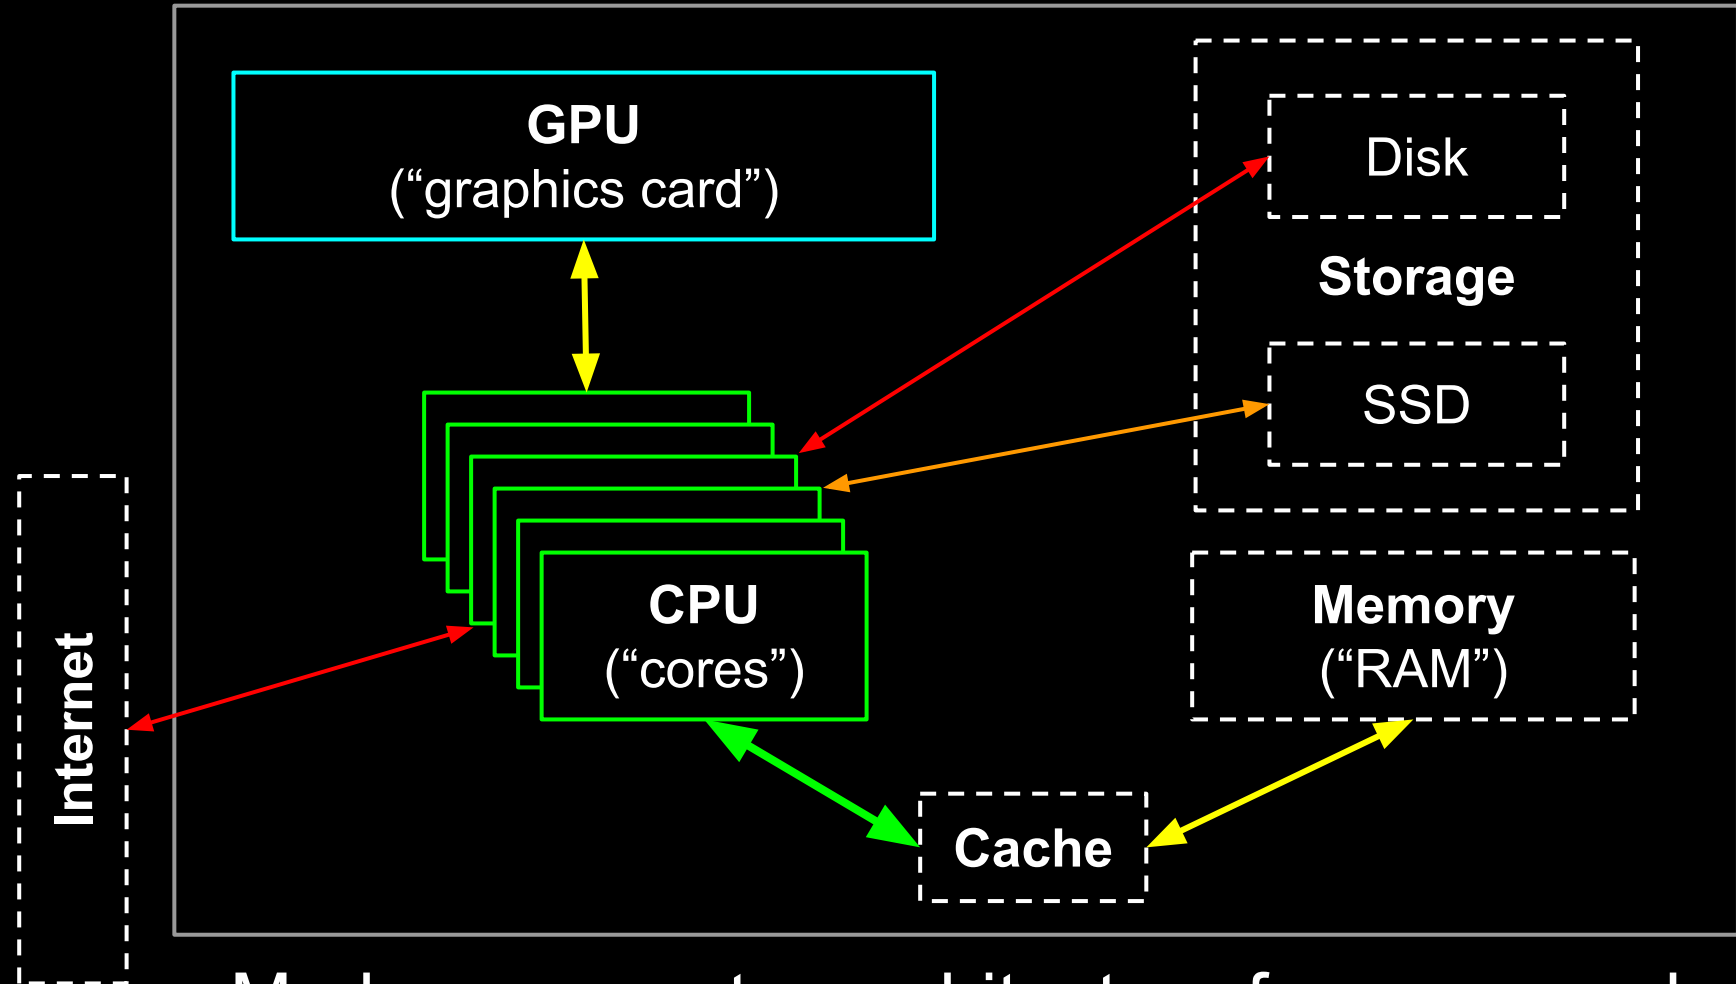 GPU
(“graphics card”)
Disk
Storage
SSD
CPU
(“cores”)
Memory
(“RAM”)
Internet
Cache